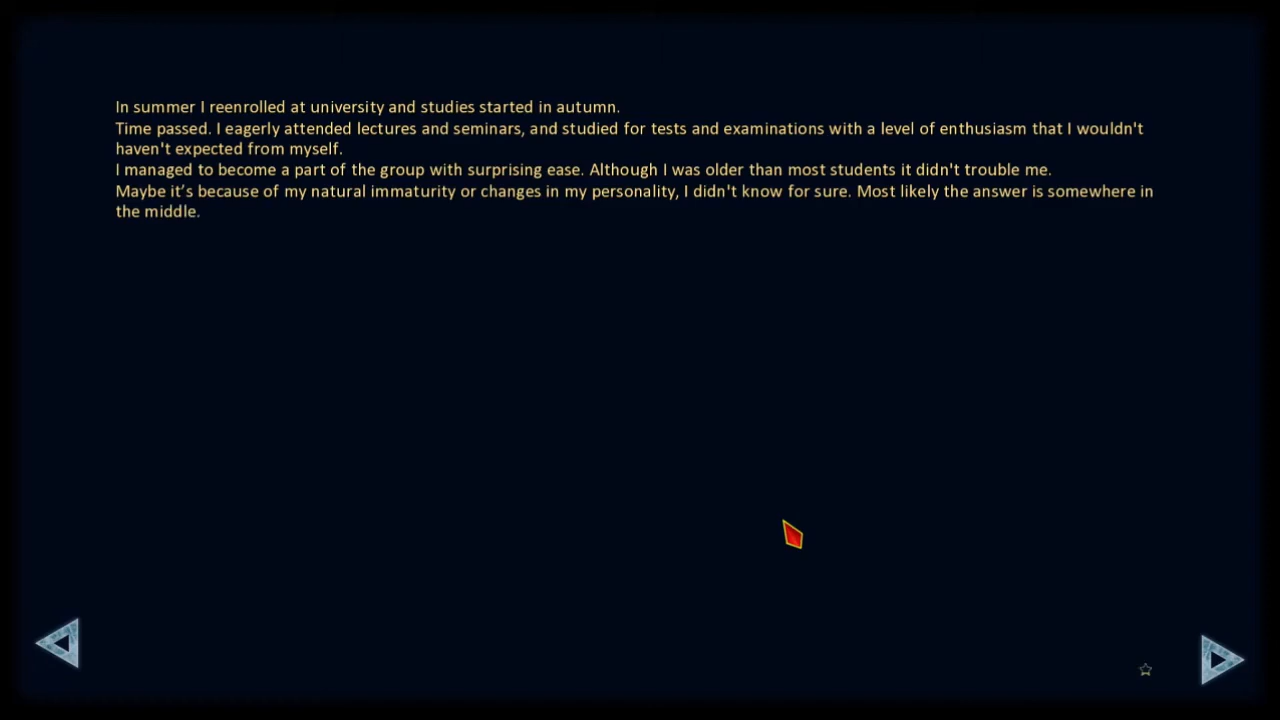 In summer I reenrolled at university and studies started in autumn.
Time passed. I eagerly attended lectures and seminars, and studied for tests and examinations with a level of enthusiasm that I wouldn't
haven't expected from myself.
I managed to become a part of the group with surprising ease. Although I was older than most students it didn't trouble me.
Maybe it’s because of my natural immaturity or changes in my personality, I didn't know for sure. Most likely the answer is somewhere in
the middle.